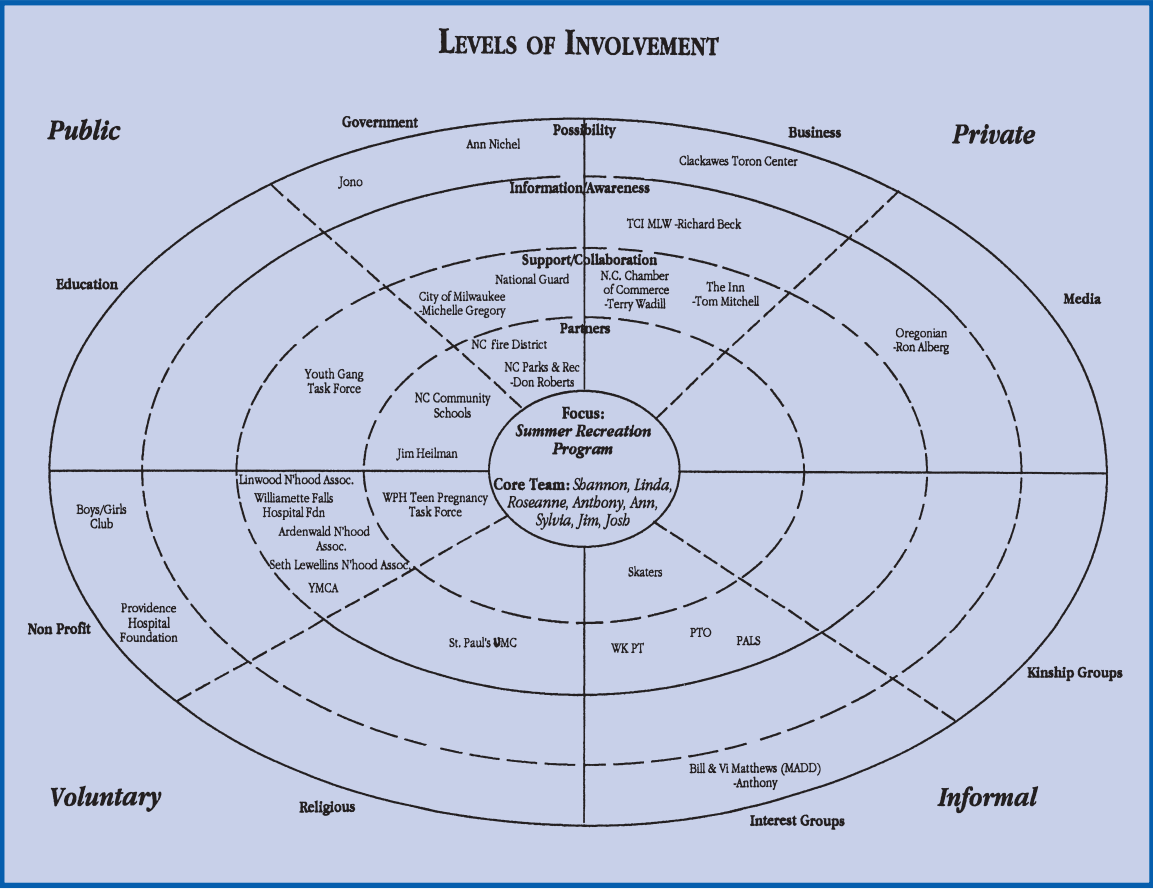 LEVELS OF INVOLVEMENT
Public
Government
Possibility
Business
Private
Ann Nichel
Clackawes Toron Center
Jono
Information/Awareness
TCI MLW -Richard Beck
Education
Support/Collaboration
National Guard
City of Milwaukee
-Michelle Gregory
N.C. Chamber
of Commerce
-Terry Wadill
The Inn
-Tom Mitchell
Media
Partners
NC Fire District
Oregonian
-Ron Alberg
NC Parks & Rec
-Don Roberts
Youth Gang
Task Force
NC Community
Schools
Jim Heilman
Focus:
Summer Recreation
Program
Core Team: Shannon, Linda,
Roseanne, Anthony, Ann,
Sylvia, Jim, Josh
Linwood N'hood Assoc.
Williamette Falls
Hospital Fdn
WPH Teen Pregnancy
Task Force
Boys/Girls
Club
Ardenwald N'hood
Assoc.
Seth Lewellins N'hood Assoc.
YMCA
Skaters
Providence
Hospital
Foundation
Non Profit
St. Paul's UMC
WK PT
PTO
PALS
Kinship Groups
Bill & Vi Matthews (MADD)
-Anthony
Voluntary
Religious
Interest Groups
Informal